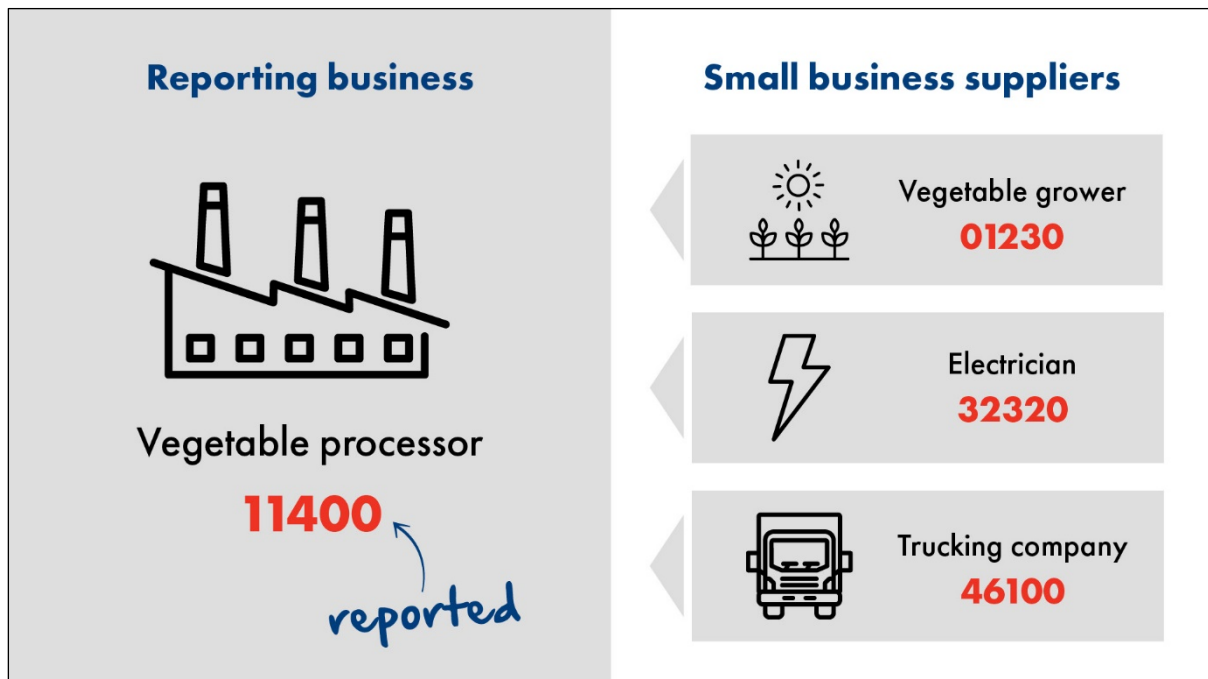 Reporting business
Vegetable processor
11400
reported
Small business suppliers
Vegetable grower
01230
Electrician
32320
Trucking company
46100